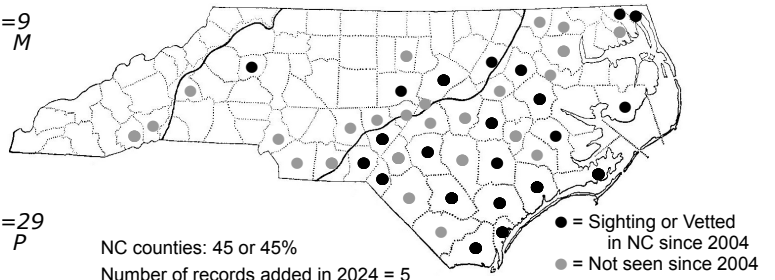 =9
M
=29
P
NC counties: 45 or 45%
Number of records added in 2024 = 5
= Sighting or Vetted
in NC since 2004
= Not seen since 2004